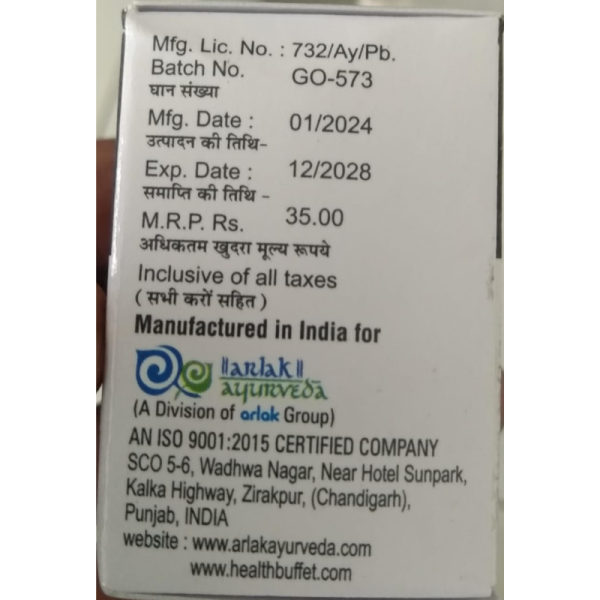 Mfg. Lic. No. : 732/Ay/Pb.
Batch No. GO-573
घान संख्या
Mfg. Date : 01/2024
उत्पादन की तिथि-
Exp. Date : 12/2028
समाप्ति की तिथि -
M.R.P. Rs. 35.00
अधिकतम खुदरा मूल्य रूपये
Inclusive of all taxes
( सभी करों सहित )
Manufactured in India for
||arlak||
ayurveda
(A Division of arlak Group)
AN ISO 9001:2015 CERTIFIED COMPANY
SCO 5-6, Wadhwa Nagar, Near Hotel Sunpark,
Kalka Highway, Zirakpur, (Chandigarh),
Punjab, INDIA
website : www.arlakayurveda.com
www.healthbuffet.com